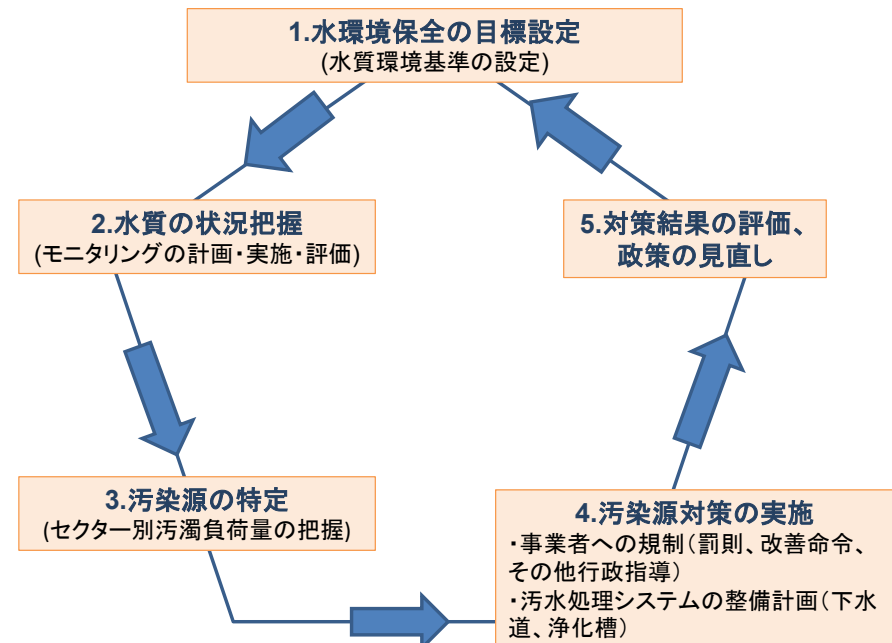 1.水環境保全の目標設定
(水質環境基準の設定)
2.水質の状況把握
(モニタリングの計画・実施・評価)
5.対策結果の評価、
政策の見直し
3.汚染源の特定
(セクター別汚濁負荷量の把握)
4.汚染源対策の実施
・事業者への規制(罰則、改善命令、
その他行政指導)
・汚水処理システムの整備計画(下水
道、浄化槽)